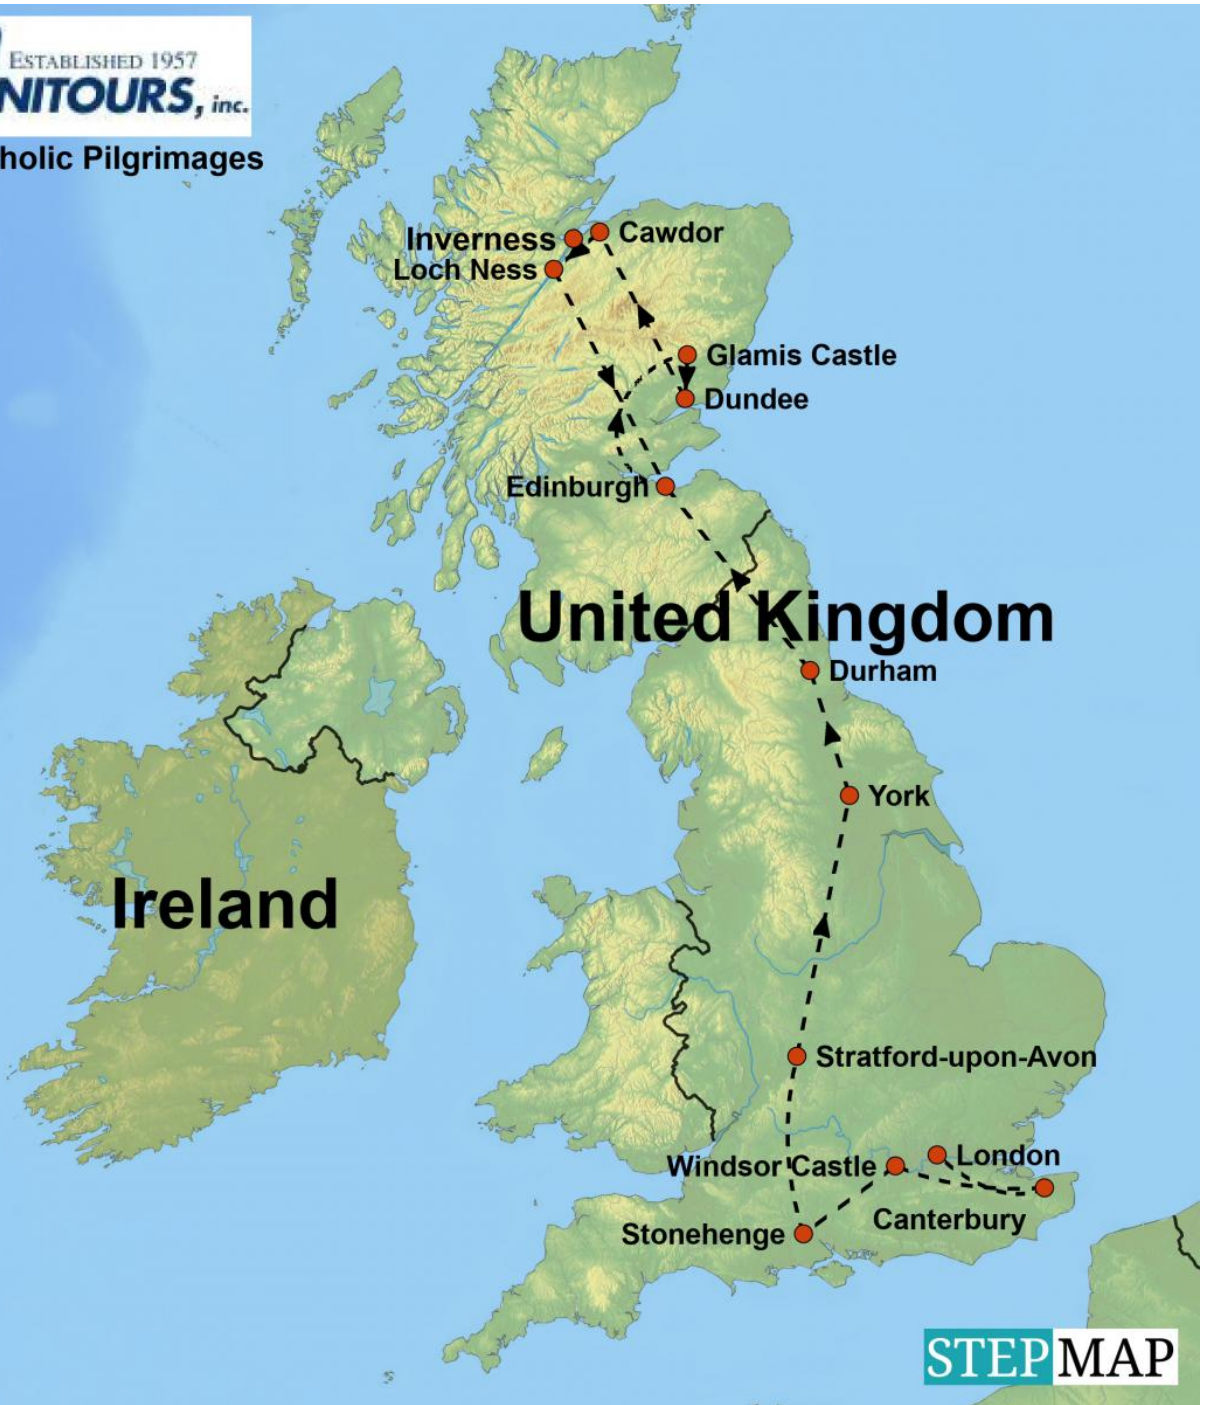 ESTABLISHED 1957
NITOURS, inc.
holic Pilgrimages
Inverness
Cawdor
Loch Ness
Glamis Castle
Dundee
Edinburgh
United Kingdom
Durham
York
Ireland
Stratford-upon-Avon
London
Windsor Castle
Canterbury
Stonehenge
STEPMAP